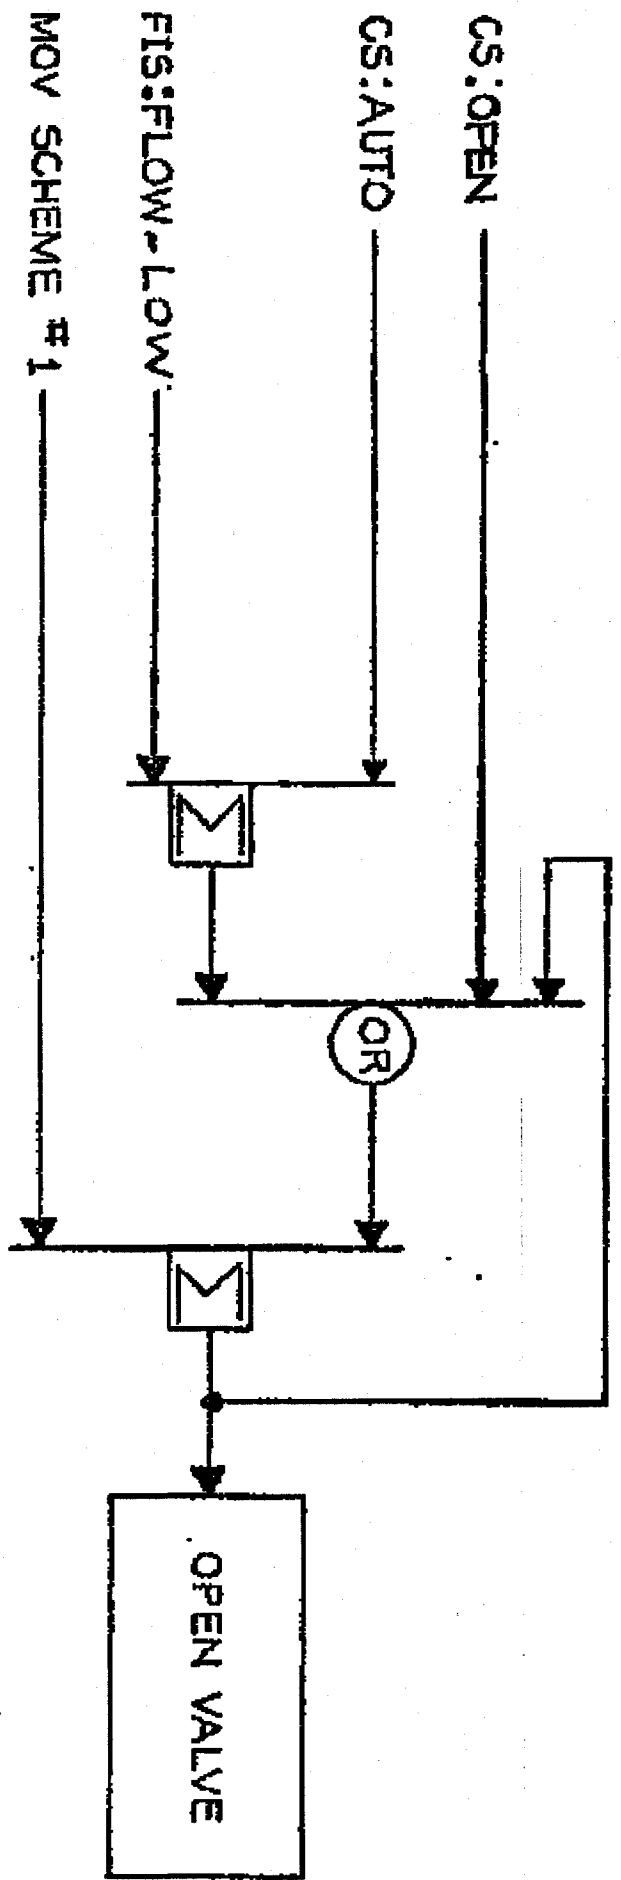 CS:OPEN
CS:AUTO
FIS:FLOW-LOW
MOV SCHEME #1
OR
OPEN VALVE